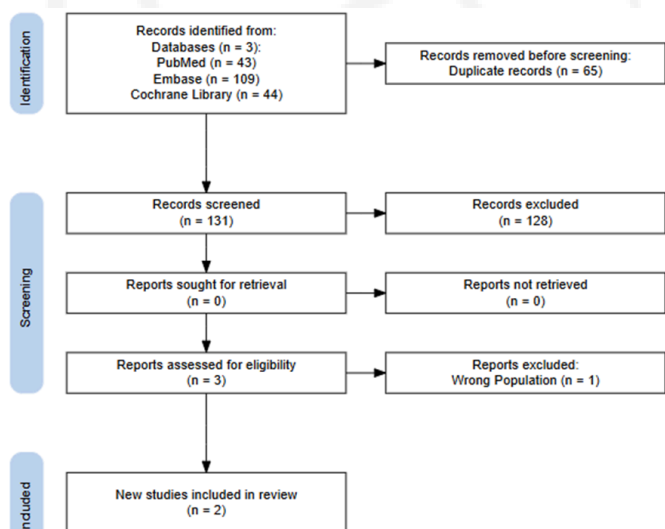 Identification
Records identified from:
Databases (n = 3):
PubMed (n = 43)
Embase (n = 109)
Cochrane Library (n = 44)
Records removed before screening:
Duplicate records (n = 65)
Screening
Records screened
(n = 131)
Records excluded
(n = 128)
Reports sought for retrieval
(n = 0)
Reports not retrieved
(n = 0)
Reports assessed for eligibility
(n = 3)
Reports excluded:
Wrong Population (n = 1)
ncluded
New studies included in review
(n = 2)